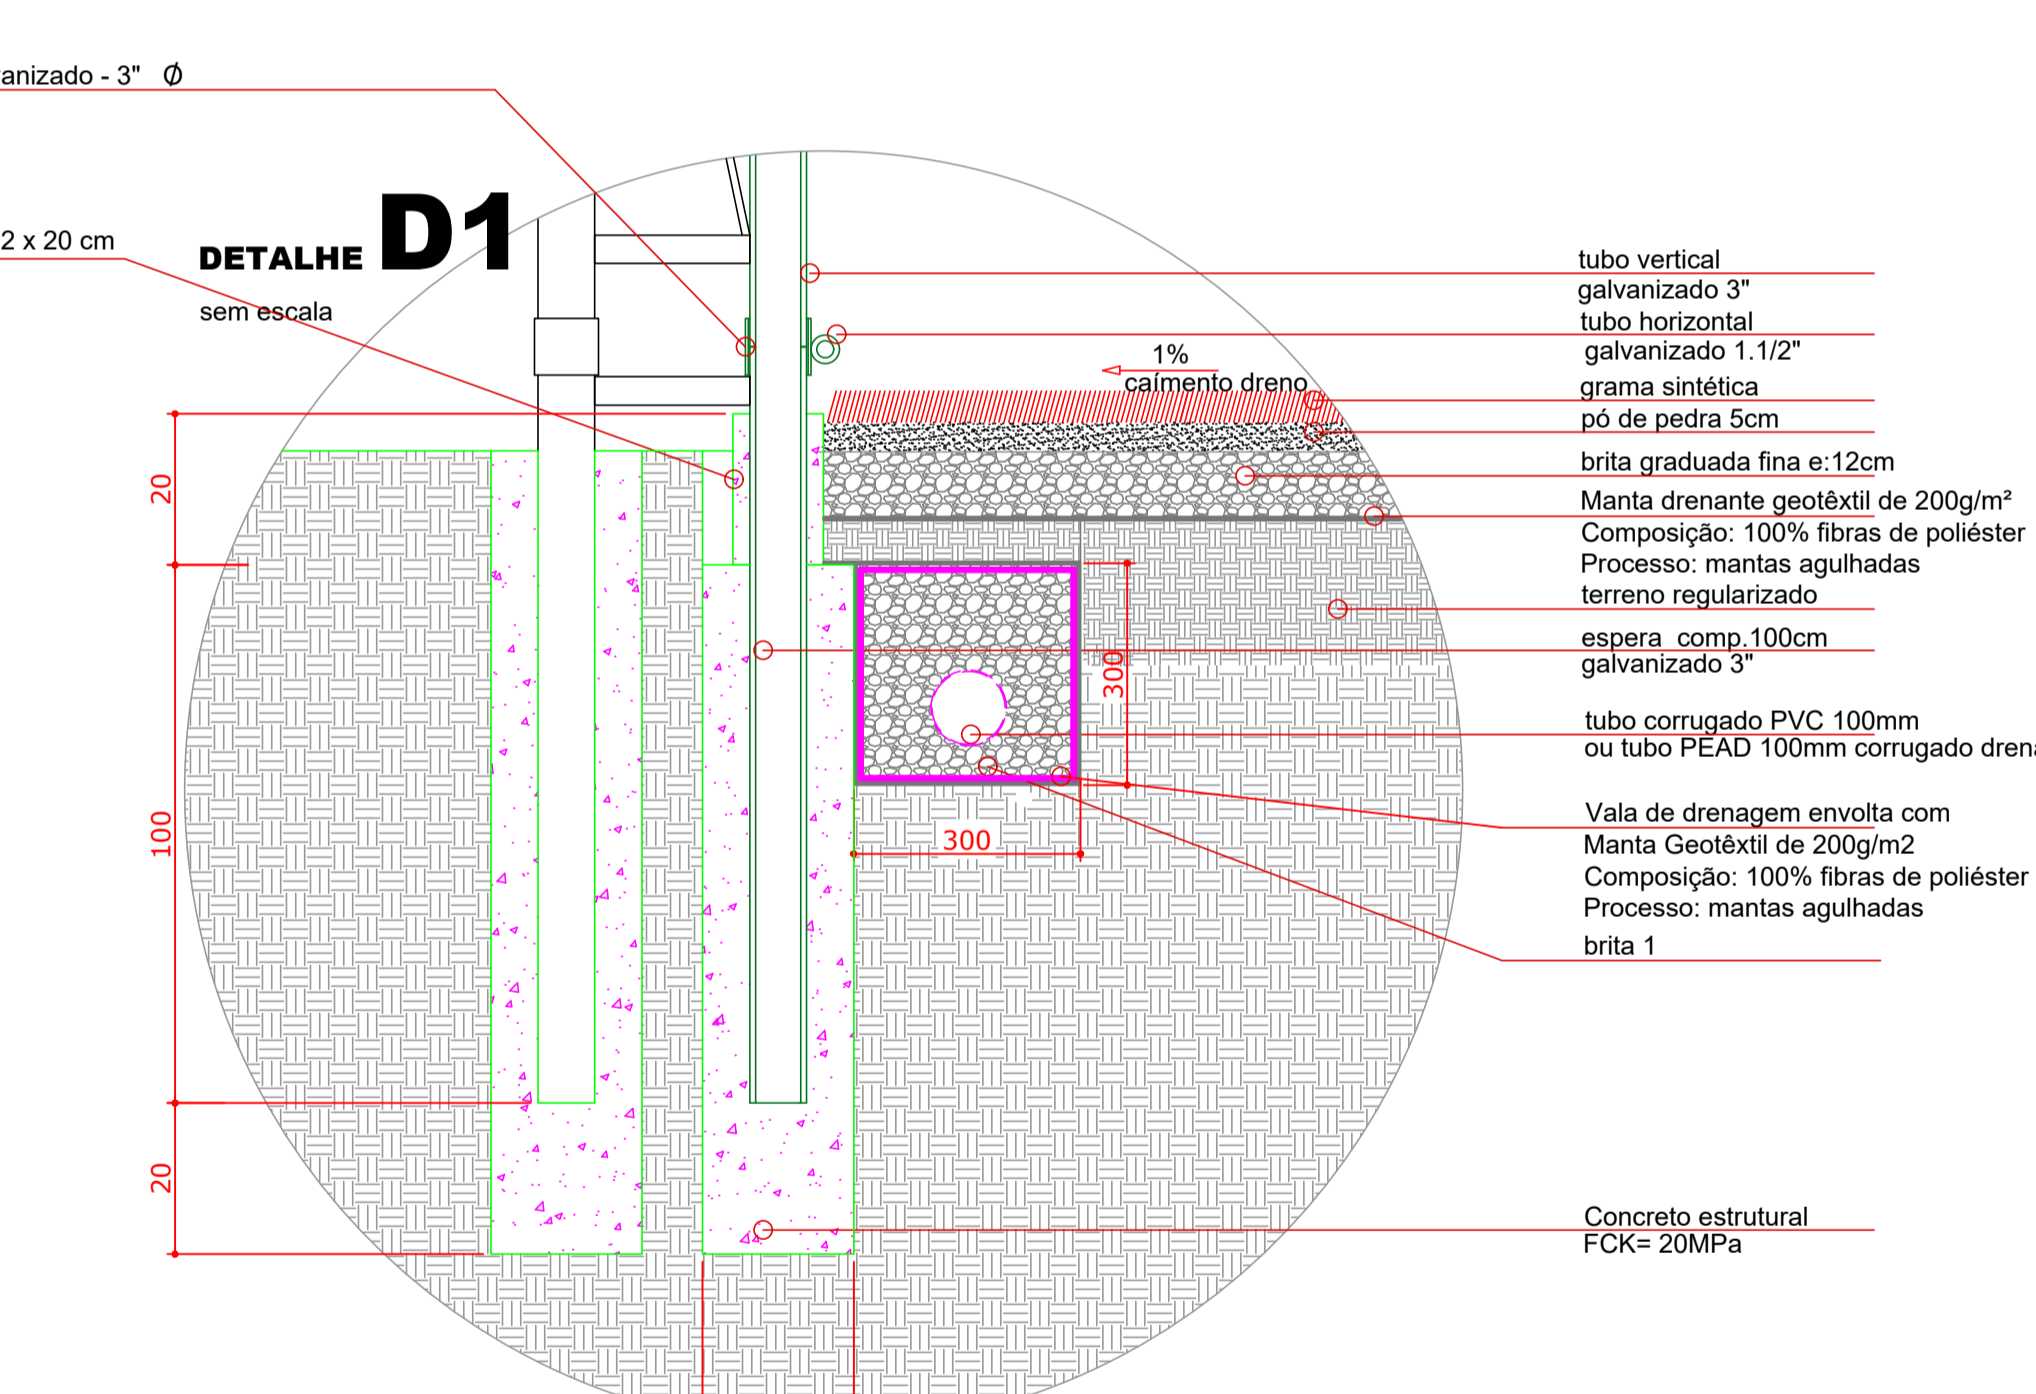 anizado - 3" Ø
2 x 20 cm
DETALHE D1
sem escala
1%
caímento dreno
tubo vertical
galvanizado 3"
tubo horizontal
galvanizado 1.1/2"
grama sintética
pó de pedra 5cm
brita graduada fina e:12cm
Manta drenante geotêxtil de 200g/m²
Composição: 100% fibras de poliéster
Processo: mantas agulhadas
terreno regularizado
espera comp.100cm
galvanizado 3"
tubo corrugado PVC 100mm
ou tubo PEAD 100mm corrugado drena
Vala de drenagem envolta com
Manta Geotêxtil de 200g/m2
Composição: 100% fibras de poliéster
Processo: mantas agulhadas
brita 1
Concreto estrutural
FCK= 20MPa
20
100
20
300
300